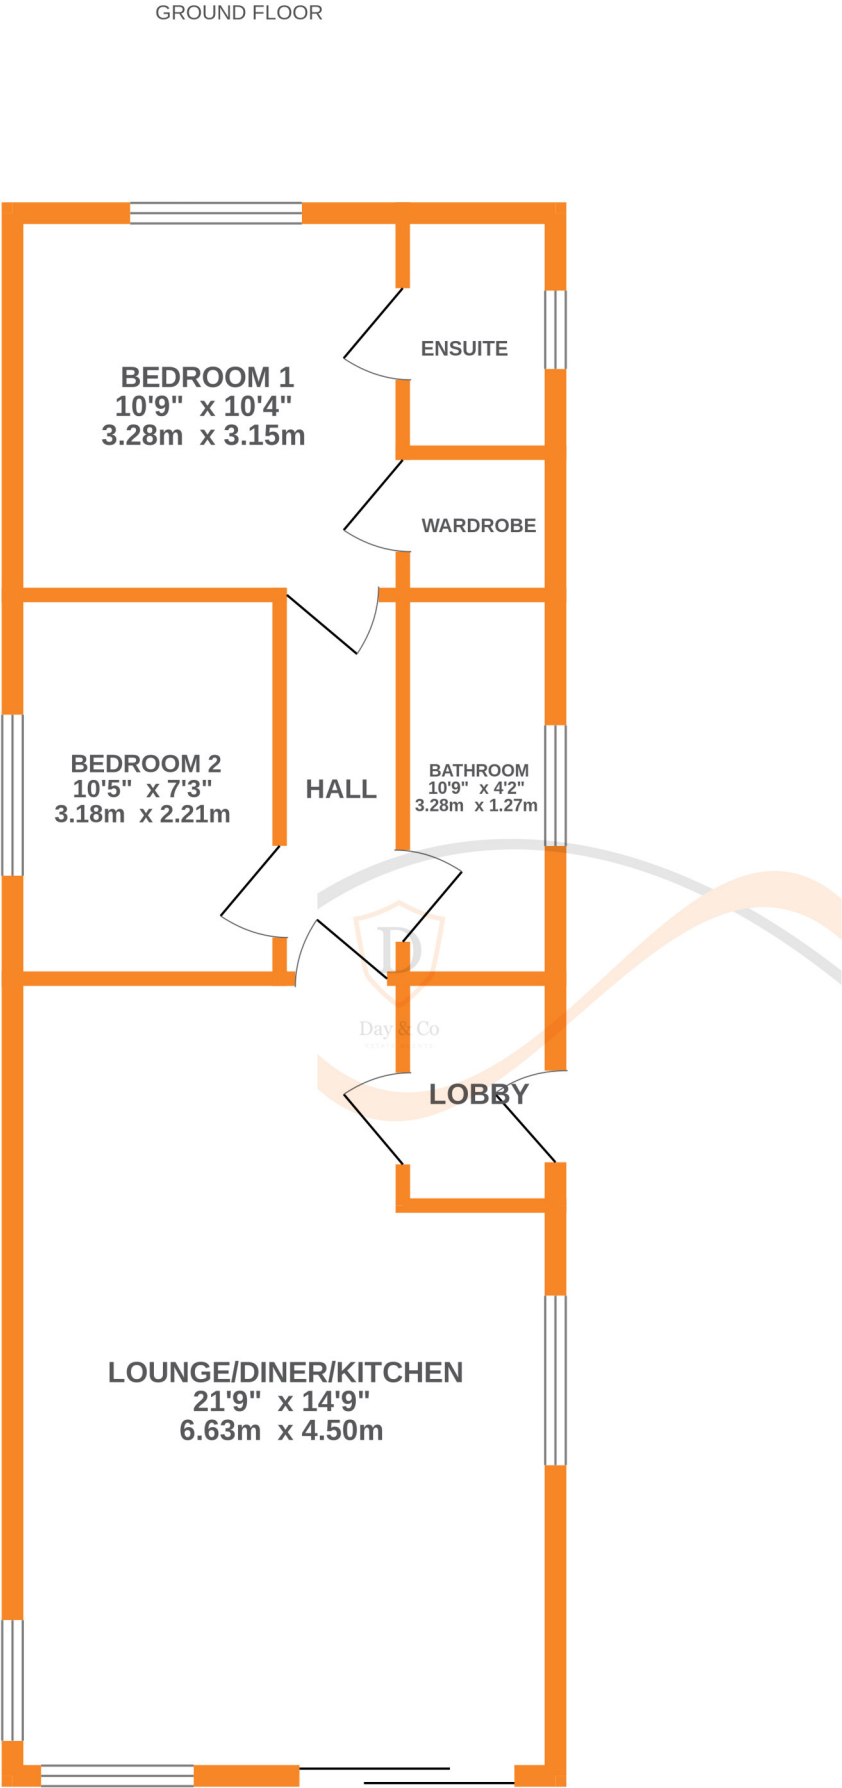 GROUND FLOOR
ENSUITE
BEDROOM 1
10'9" x 10'4"
3.28m x 3.15m
WARDROBE
BEDROOM 2
10'5" x 7'3"
3.18m x 2.21m
HALL
BATHROOM
10'9" x 4'2"
3.28m x 1.27m
D
Day & Co
LOBBY
LOUNGE/DINER/KITCHEN
21'9" x 14'9"
6.63m x 4.50m